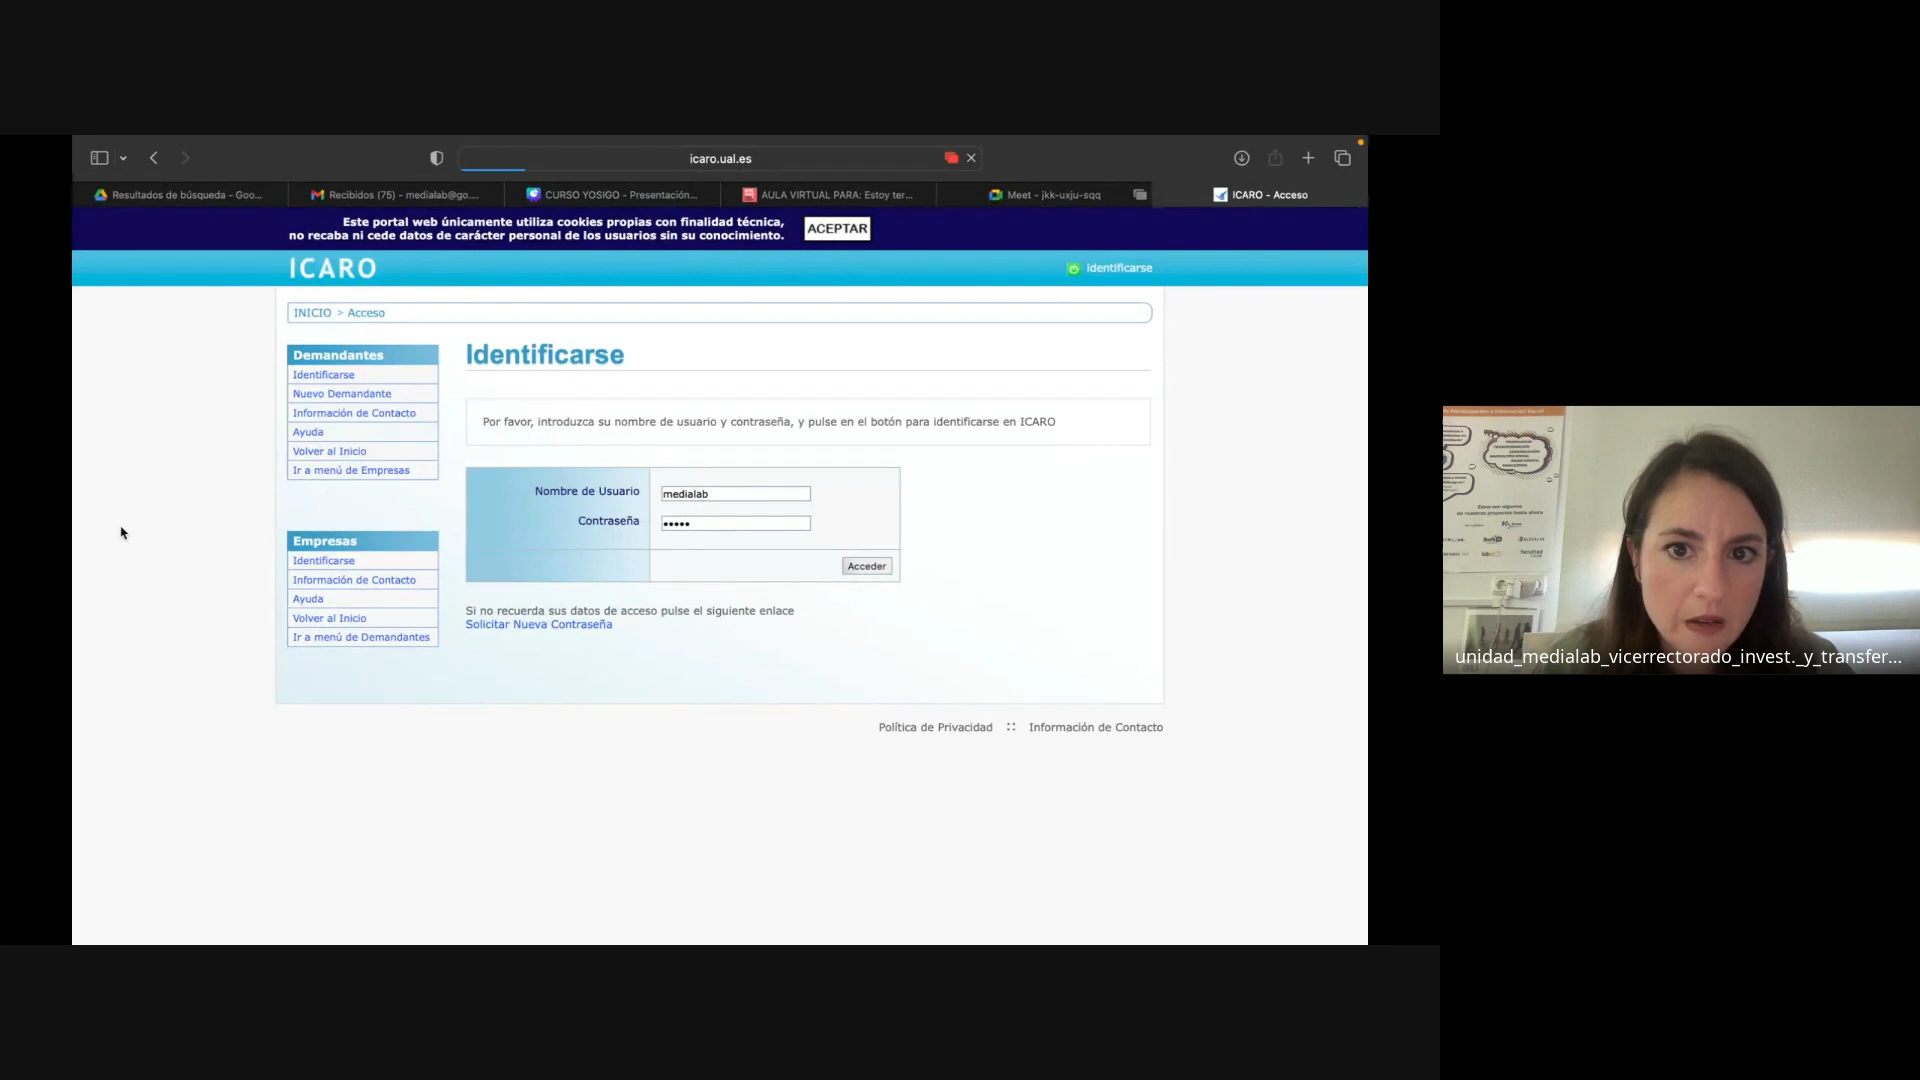 icaro.ual.es
Resultados de búsqueda - Goo...
Recibidos (75) - medialab@go....
CURSO YOSIGO - Presentación...
AULA VIRTUAL PARA: Estoy ter...
Meet - jkk-uxju-sqq
ICARO - Acceso
Este portal web únicamente utiliza cookies propias con finalidad técnica,
no recaba ni cede datos de carácter personal de los usuarios sin su conocimiento.
ACEPTAR
ICARO
Identificarse
INICIO > Acceso
Demandantes
Identificarse
Nuevo Demandante
Información de Contacto
Ayuda
Volver al Inicio
Ir a menú de Empresas
Empresas
Identificarse
Información de Contacto
Ayuda
Volver al Inicio
Ir a menú de Demandantes
Identificarse
Por favor, introduzca su nombre de usuario y contraseña, y pulse en el botón para identificarse en ICARO
Nombre de Usuario
medialab
Contraseña
•••••
Acceder
Si no recuerda sus datos de acceso pulse el siguiente enlace
Solicitar Nueva Contraseña
Política de Privacidad :: Información de Contacto
unidad_medialab_vicerrectorado_invest._y_transfer...